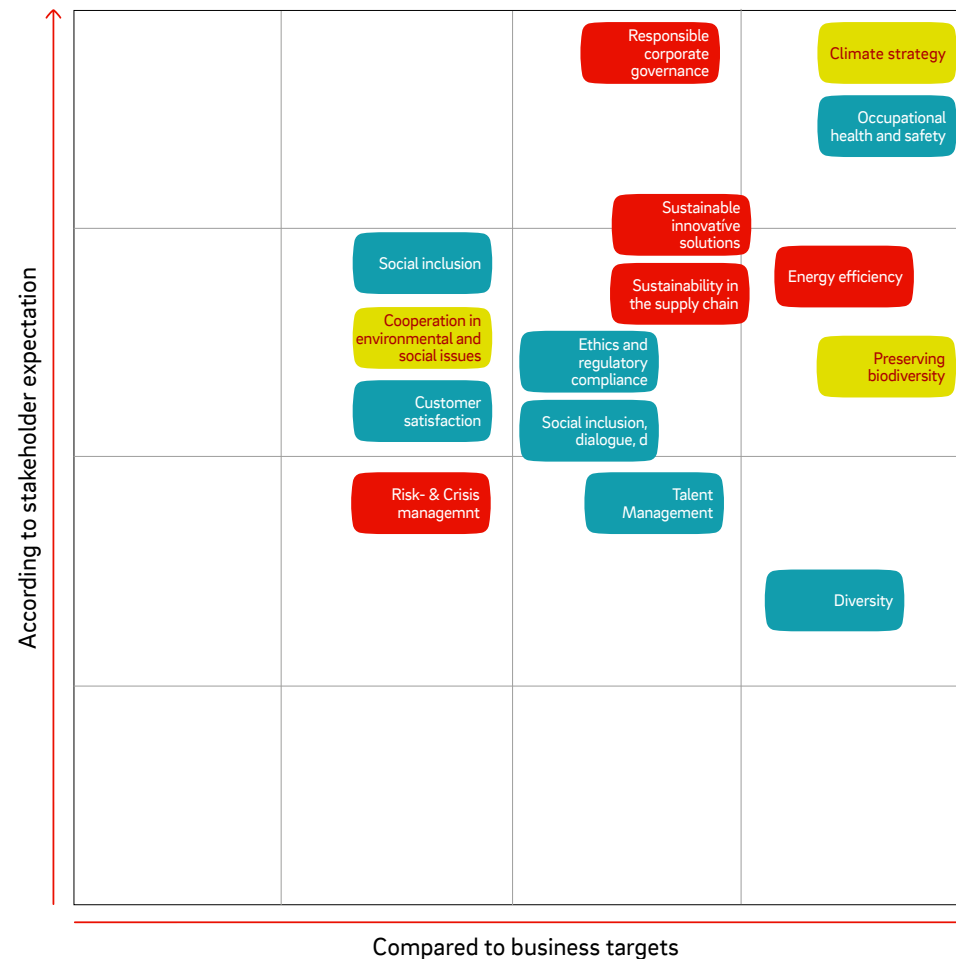 Responsible
corporate
governance
Climate strategy
Occupational
health and safety
Sustainable
innovative
solutions
Social inclusion
Energy efficiency
Sustainability in
the supply chain
Cooperation in
environmental and
social issues
Ethics and
regulatory
compliance
Preserving
biodiversity
Customer
satisfaction
Social inclusion,
dialogue, d
Risk- & Crisis
managemnt
Talent
Management
Diversity
According to stakeholder expectation
Compared to business targets